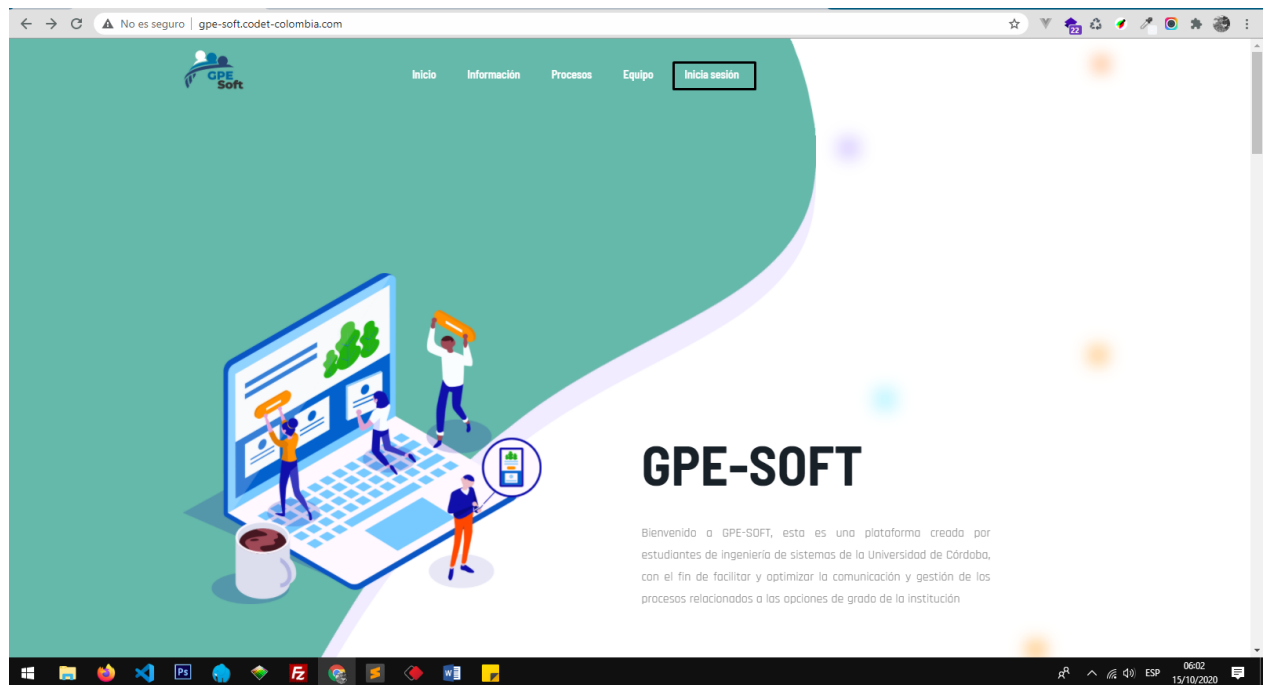 No es seguro | gpe-soft.codet-colombia.com
22
GPE
Soft
Inicio Información Procesos Equipo Inicia sesión
GPE-SOFT
Bienvenido a GPE-SOFT, esta es una plataforma creada por
estudiantes de ingeniería de sistemas de la Universidad de Córdoba,
con el fin de facilitar y optimizar la comunicación y gestión de los
procesos relacionados a las opciones de grado de la institución
Ps
Fz
ESP
06:02
15/10/2020